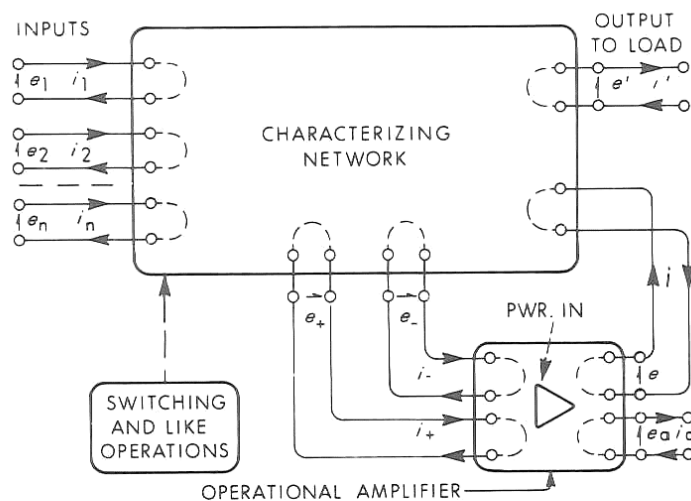 INPUTS
OUTPUT
TO LOAD
e1 i1
e' i'
e2 i2
CHARACTERIZING
NETWORK
en in
e+
e-
i
PWR. IN
i-
e
SWITCHING
AND LIKE
OPERATIONS
i+
ea ia
OPERATIONAL AMPLIFIER